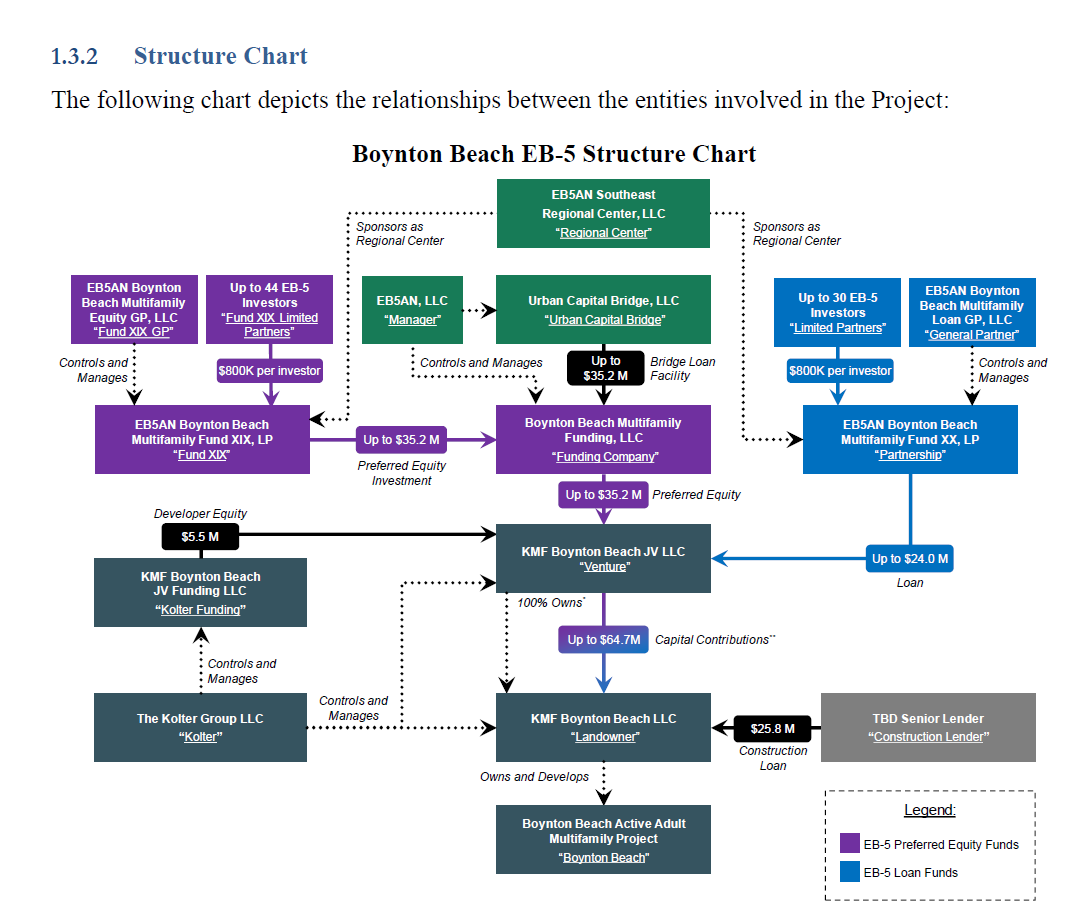 1.3.2 Structure Chart
The following chart depicts the relationships between the entities involved in the Project:
Boynton Beach EB-5 Structure Chart
EB5AN Southeast
Regional Center, LLC
“Regional Center”
Sponsors as
Regional Center
Sponsors as
Regional Center
EB5AN Boynton
Beach Multifamily
Equity GP, LLC
“Fund XIX GP”
Up to 44 EB-5
Investors
“Fund XIX Limited
Partners”
EB5AN, LLC
“Manager”
Urban Capital Bridge, LLC
“Urban Capital Bridge”
Up to 30 EB-5
Investors
“Limited Partners”
EB5AN Boynton
Beach Multifamily
Loan GP, LLC
“General Partner”
Controls and
Manages
$800K per investor
Controls and Manages
Up to
$35.2 M
Bridge Loan
Facility
$800K per investor
Controls and
Manages
EB5AN Boynton Beach
Multifamily Fund XIX, LP
“Fund XIX”
Up to $35.2 M
Preferred Equity
Investment
Boynton Beach Multifamily
Funding, LLC
“Funding Company”
EB5AN Boynton Beach
Multifamily Fund XX, LP
“Partnership”
Up to $35.2 M
Preferred Equity
Developer Equity
$5.5 M
KMF Boynton Beach JV LLC
“Venture”
Up to $24.0 M
Loan
KMF Boynton Beach
JV Funding LLC
“Kolter Funding”
100% Owns*
Up to $64.7M
Capital Contributions**
Controls and
Manages
Controls and
Manages
The Kolter Group LLC
“Kolter”
KMF Boynton Beach LLC
“Landowner”
$25.8 M
Construction
Loan
TBD Senior Lender
“Construction Lender”
Owns and Develops
Boynton Beach Active Adult
Multifamily Project
“Boynton Beach”
Legend:
EB-5 Preferred Equity Funds
EB-5 Loan Funds